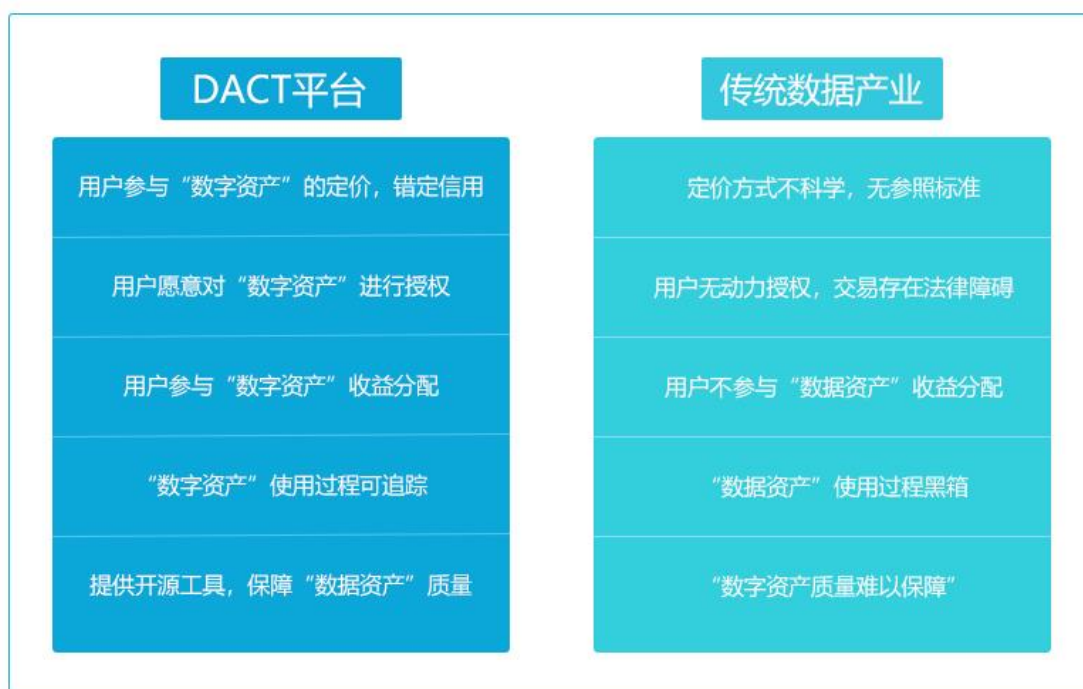 DACT平台
用户参与“数字资产”的定价，错定信用
用户愿意对“数字资产”进行授权
用户参与“数字资产”收益分配
“数字资产”使用过程可追踪
提供开源工具，保障“数据资产”质量
传统数据产业
定价方式不科学，无参照标准
用户无动力授权，交易存在法律障碍
用户不参与“数据资产”收益分配
“数据资产”使用过程黑箱
“数字资产质量难以保障”